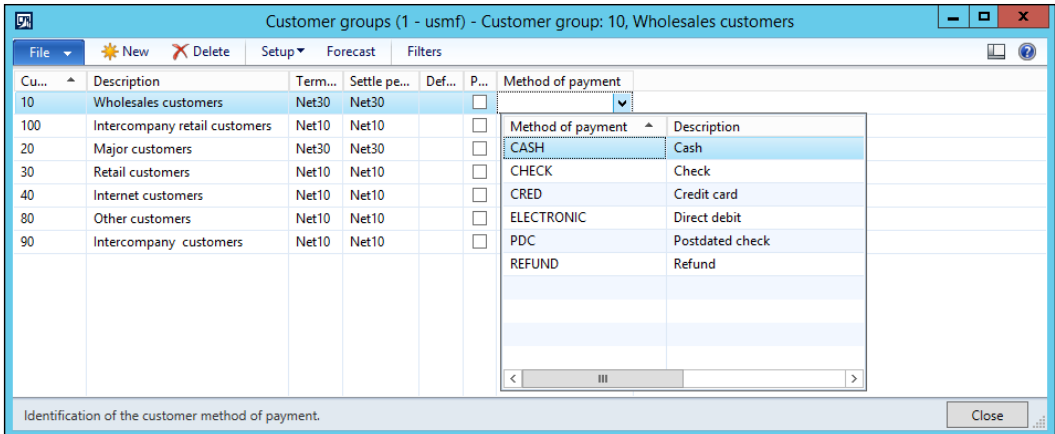 Customer groups (1 - usmf) - Customer group: 10, Wholesales customers
File New Delete Setup Forecast Filters
Cu... Description Term... Settle pe... Def... P... Method of payment
10 Wholesales customers Net30 Net30
100 Intercompany retail customers Net10 Net10
Method of payment Description
20 Major customers Net30 Net30
CASH Cash
30 Retail customers Net10 Net10
CHECK Check
40 Internet customers Net10 Net10
CRED Credit card
80 Other customers Net10 Net10
ELECTRONIC Direct debit
90 Intercompany customers Net10 Net10
PDC Postdated check
REFUND Refund
Identification of the customer method of payment. Close